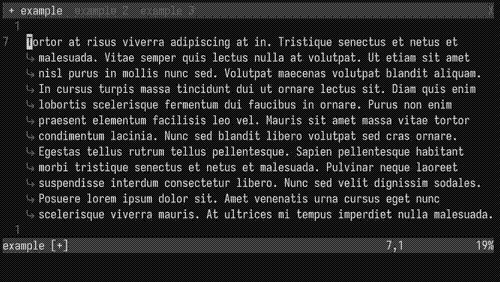 + example example 2 example 3
1
7 Tortor at risus viverra adipiscing at in. Tristique senectus et netus et
malesuada. Vitae semper quis lectus nulla at volutpat. Ut etiam sit amet
nisl purus in mollis nunc sed. Volutpat maecenas volutpat blandit aliquam.
In cursus turpis massa tincidunt dui ut ornare lectus sit. Diam quis enim
lobortis scelerisque fermentum dui faucibus in ornare. Purus non enim
praesent elementum facilisis leo vel. Mauris sit amet massa vitae tortor
condimentum lacinia. Nunc sed blandit libero volutpat sed cras ornare.
Egestas tellus rutrum tellus pellentesque. Sapien pellentesque habitant
morbi tristique senectus et netus et malesuada. Pulvinar neque laoreet
suspendisse interdum consectetur libero. Nunc sed velit dignissim sodales.
Posuere lorem ipsum dolor sit. Amet venenatis urna cursus eget nunc
scelerisque viverra mauris. At ultrices mi tempus imperdiet nulla malesuada.
1
example [+] 7,1 19%